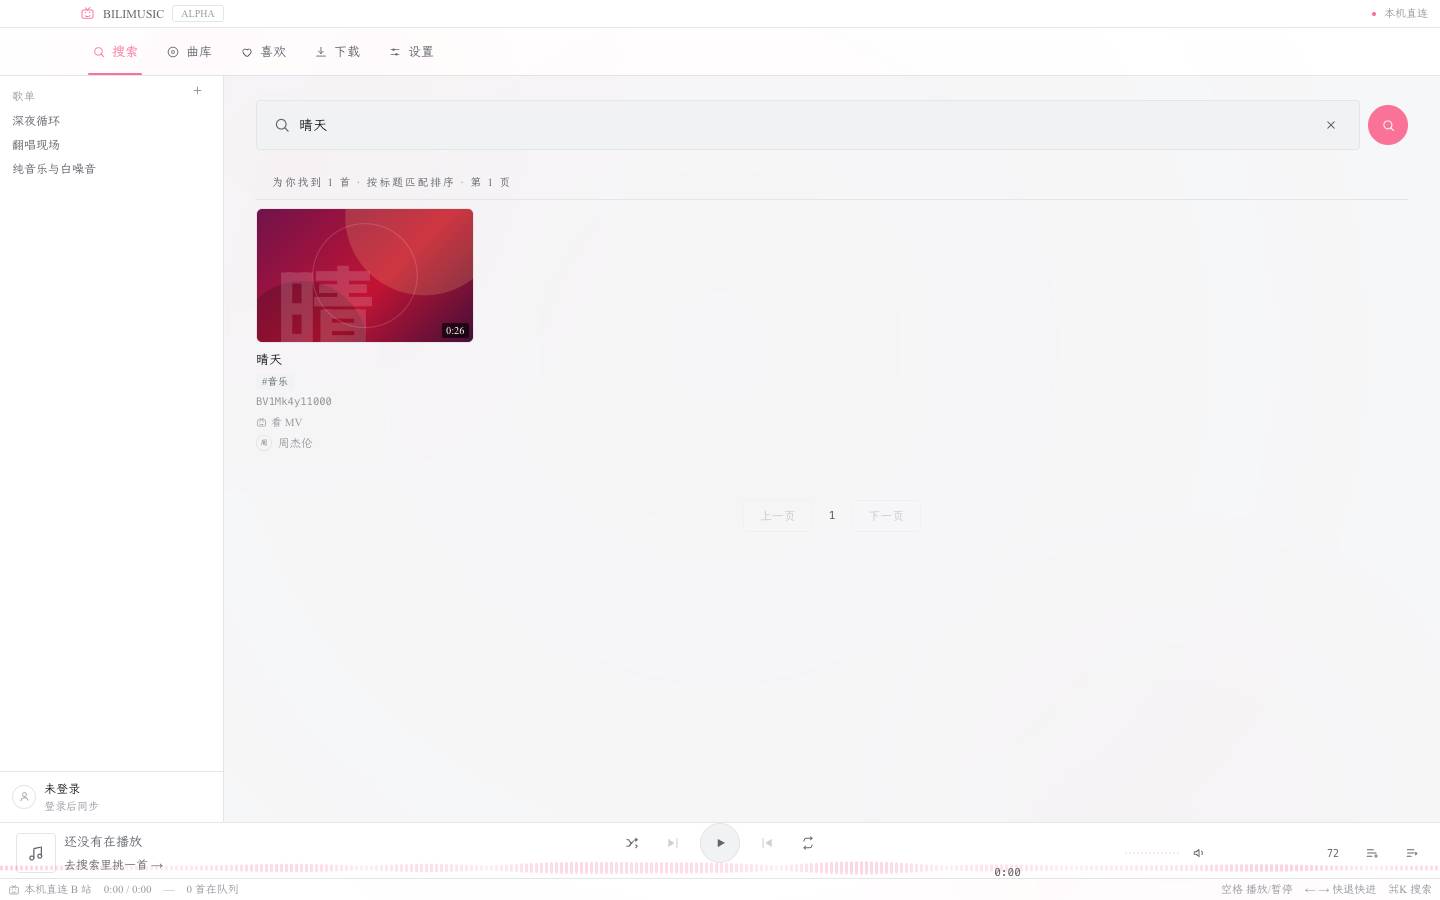 BILIMUSIC ALPHA
本机直连
搜索 曲库 喜欢 下载 设置
歌单 +
深夜循环
翻唱现场
纯音乐与白噪音
晴天
为你找到 1 首 · 按标题匹配排序 · 第 1 页
晴
0:26
晴天
#音乐
BV1Mk4y11000
看 MV
周 周杰伦
上一页 1 下一页
未登录
登录后同步
还没有在播放
去搜索里挑一首 →
0:00
72
本机直连 B 站 0:00 / 0:00 — 0 首在队列
空格 播放/暂停 ←→ 快退快进 ⌘K 搜索